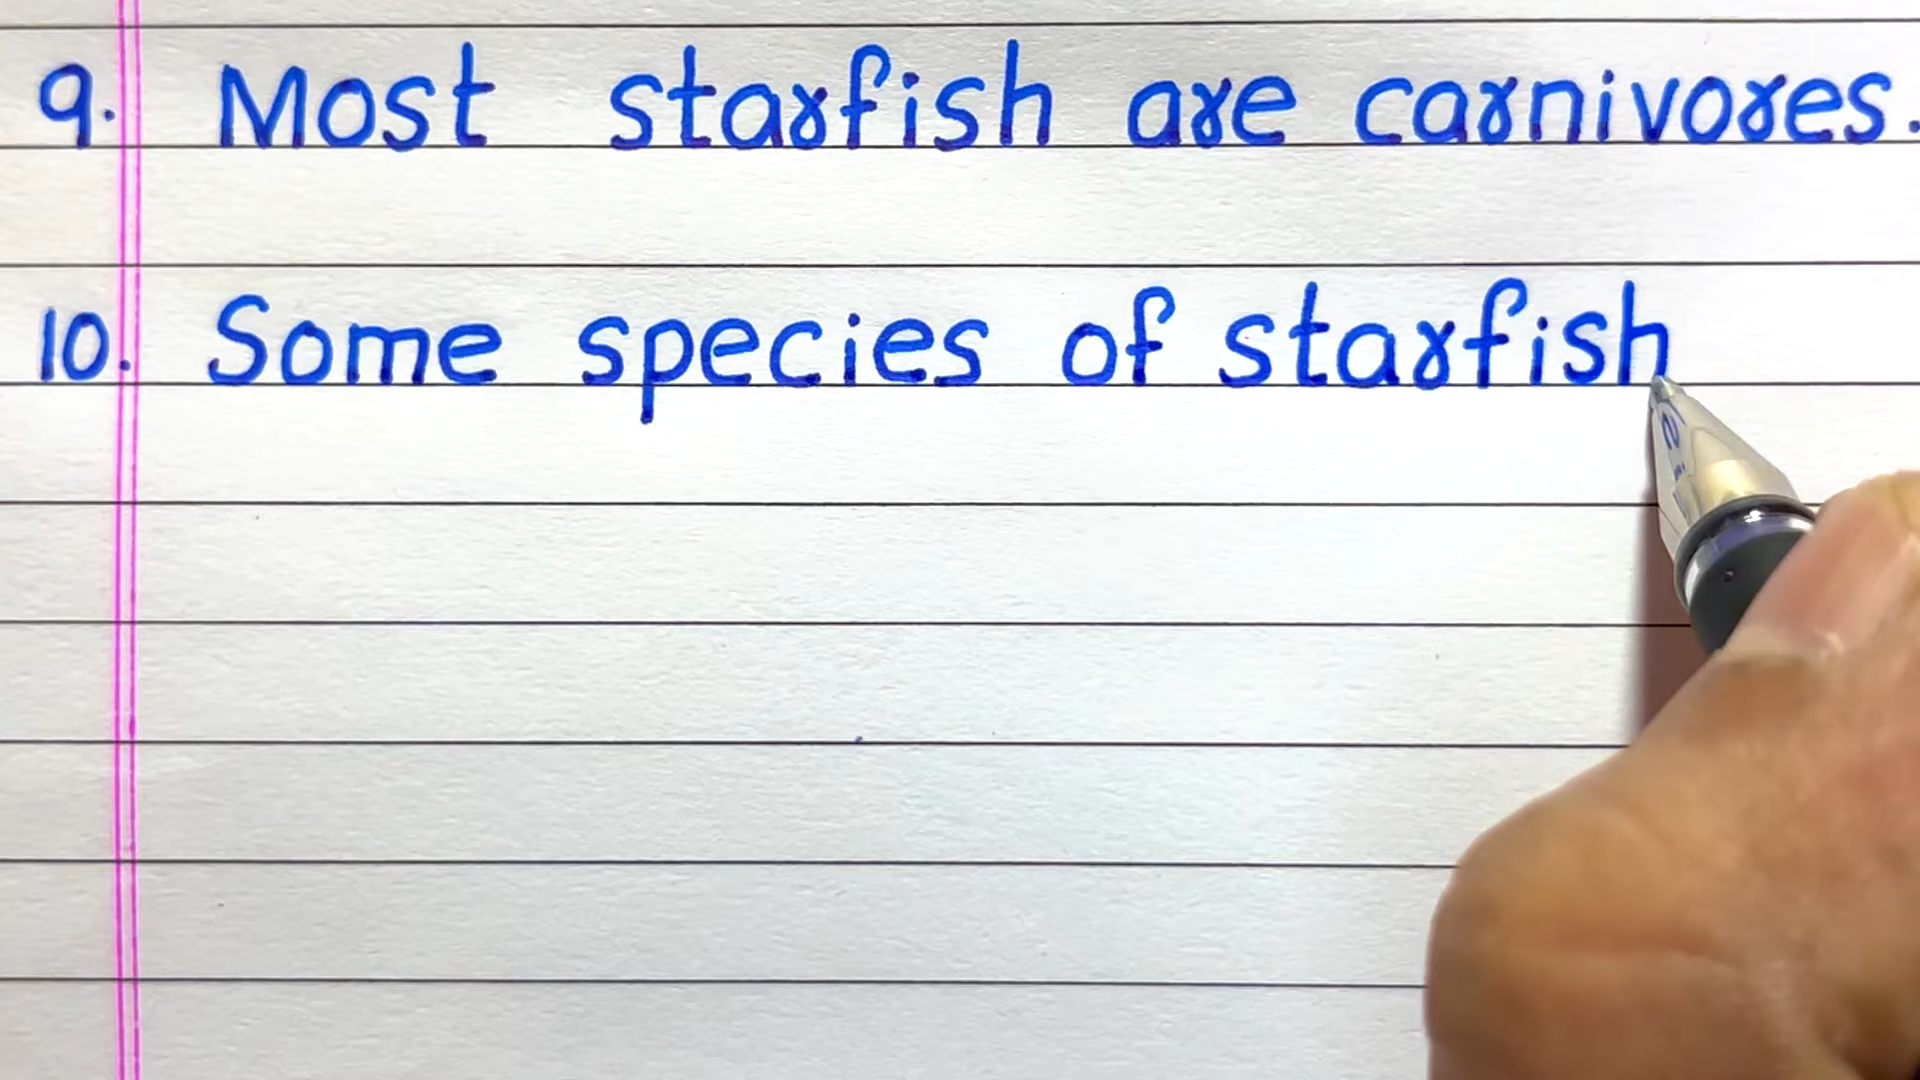 9. Most starfish are carnivores.
10. Some species of starfish